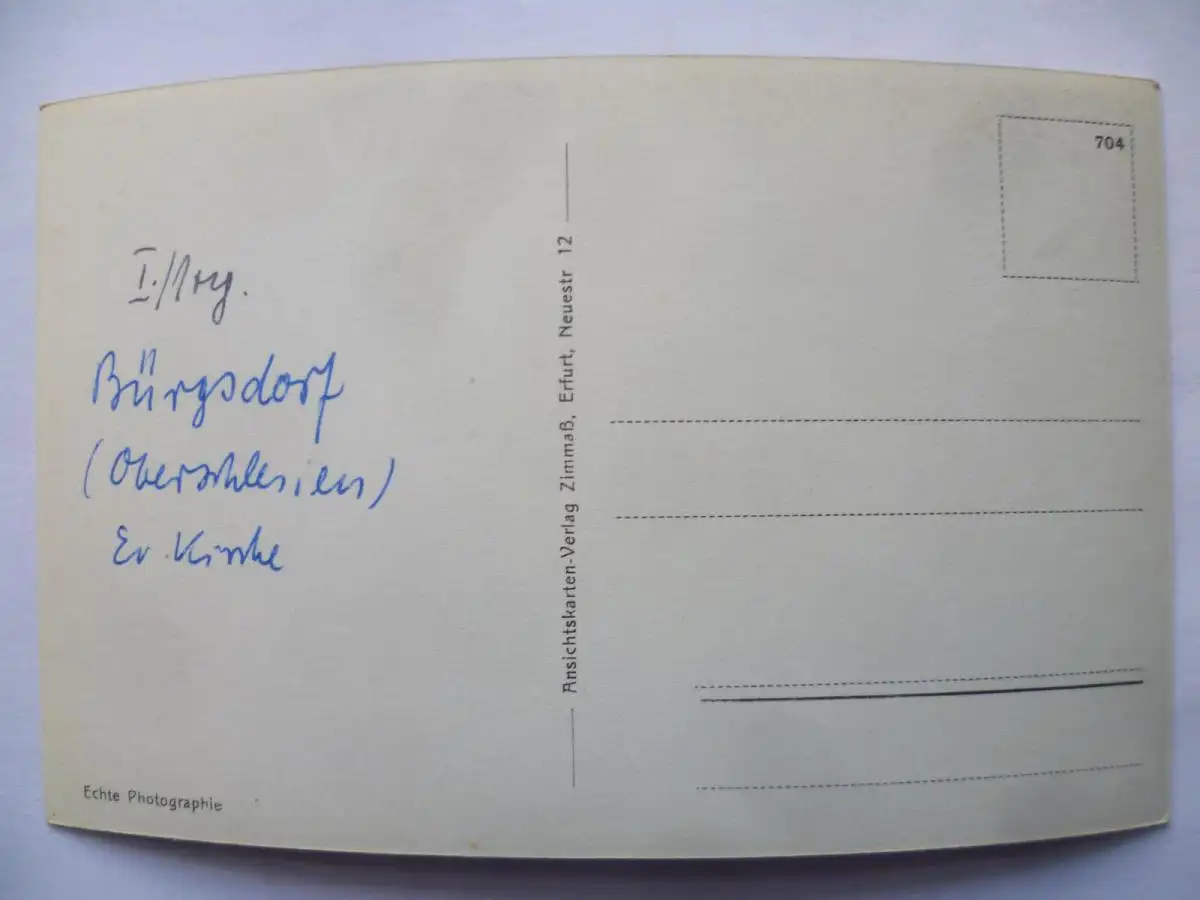 Bürgsdorf
(Oberschlesien)
Ev. Kirche
Echte Photographie
Ansichtskarten-Verlag Zimmaß, Erfurt, Neuestr 12
704